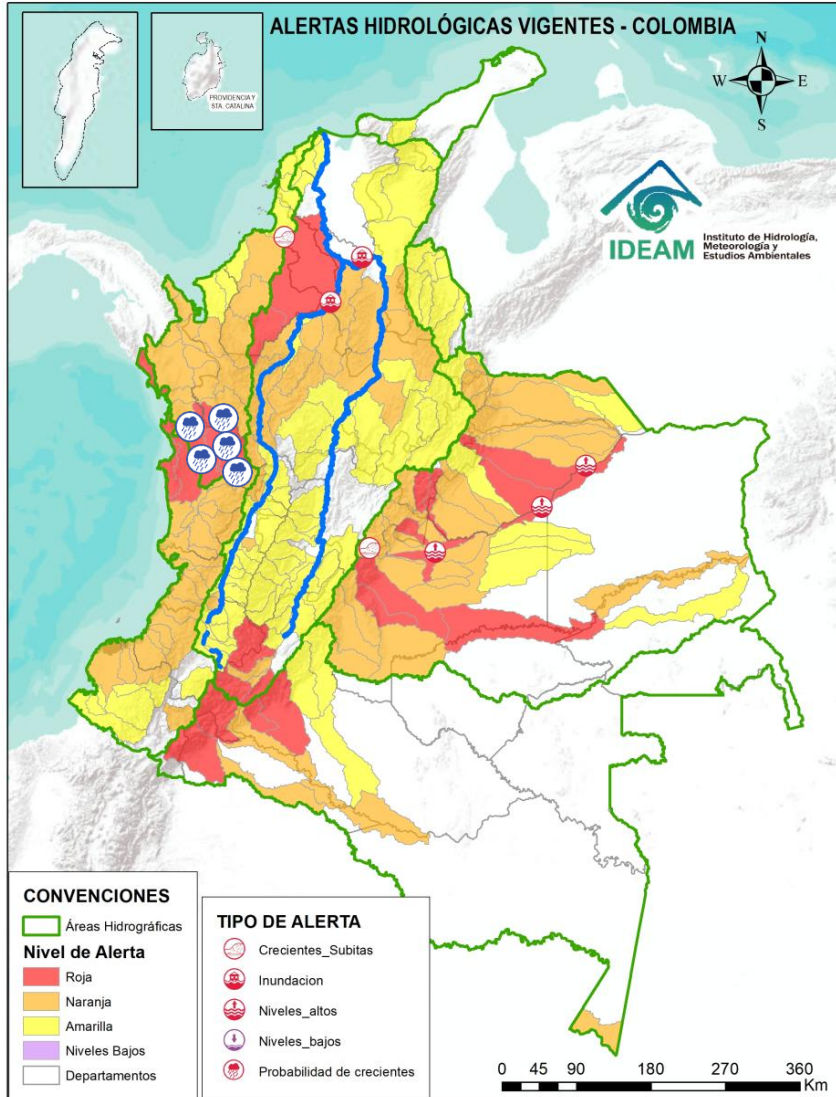 ALERTAS HIDROLÓGICAS VIGENTES - COLOMBIA
PROVIDENCIA Y
STA. CATALINA
N
W
E
S
IDEAM
Instituto de Hidrología,
Meteorología y
Estudios Ambientales
CONVENCIONES
Áreas Hidrográficas
Nivel de Alerta
Roja
Naranja
Amarilla
Niveles Bajos
Departamentos
TIPO DE ALERTA
Crecientes_Subitas
Inundacion
Niveles_altos
Niveles_bajos
Probabilidad de crecientes
0 45 90 180 270 360
Km